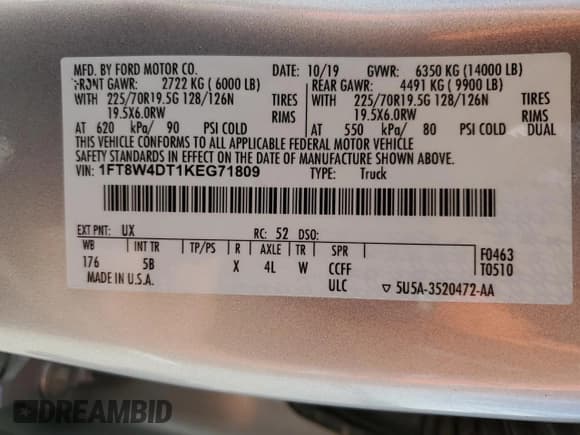 MFD. BY FORD MOTOR CO. DATE: 10/19 GVWR: 6350 KG (14000 LB)
FRONT GAWR: 2722 KG (6000 LB) REAR GAWR: 4491 KG (9900 LB)
WITH 225/70R19.5G 128/126N TIRES WITH 225/70R19.5G 128/126N TIRES
19.5X6.0RW RIMS 19.5X6.0RW RIMS
AT 620 kPa/ 90 PSI COLD AT 550 kPa/ 80 PSI COLD DUAL
THIS VEHICLE CONFORMS TO ALL APPLICABLE FEDERAL MOTOR VEHICLE
SAFETY STANDARDS IN EFFECT ON THE DATE OF MANUFACTURE SHOWN ABOVE.
VIN: 1FT8W4DT1KEG71809 TYPE: Truck
EXT PNT: UX RC: 52 DSO:
WB INT TR TP/PS R AXLE TR SPR F0463
176 5B X 4L W CCFF T0510
MADE IN U.S.A. ULC ▽ 5U5A-3520472-AA
DREAMBID